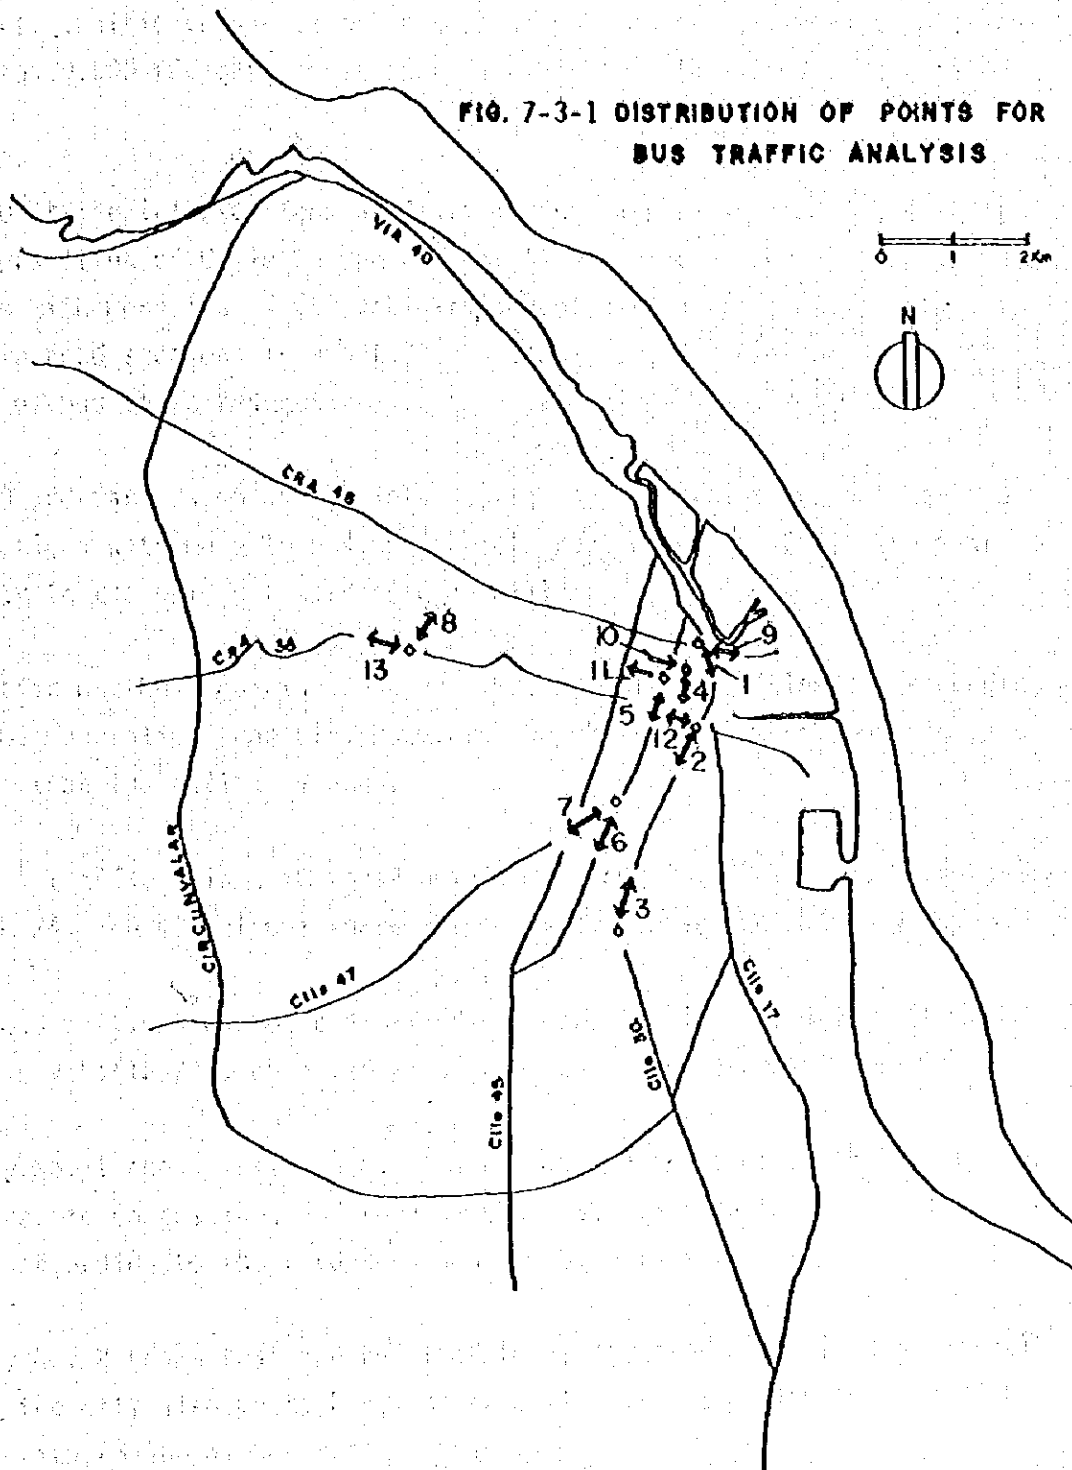 FIG. 7-3-1 DISTRIBUTION OF POINTS FOR
BUS TRAFFIC ANALYSIS
0 1 2Km
N
VIA 40
CRA 46
CRA 38
8
13
10
9
11
4
1
5
12
2
7
6
3
CIRCUNVALAR
Clle 47
Clle 17
Clle 30
Clle 45